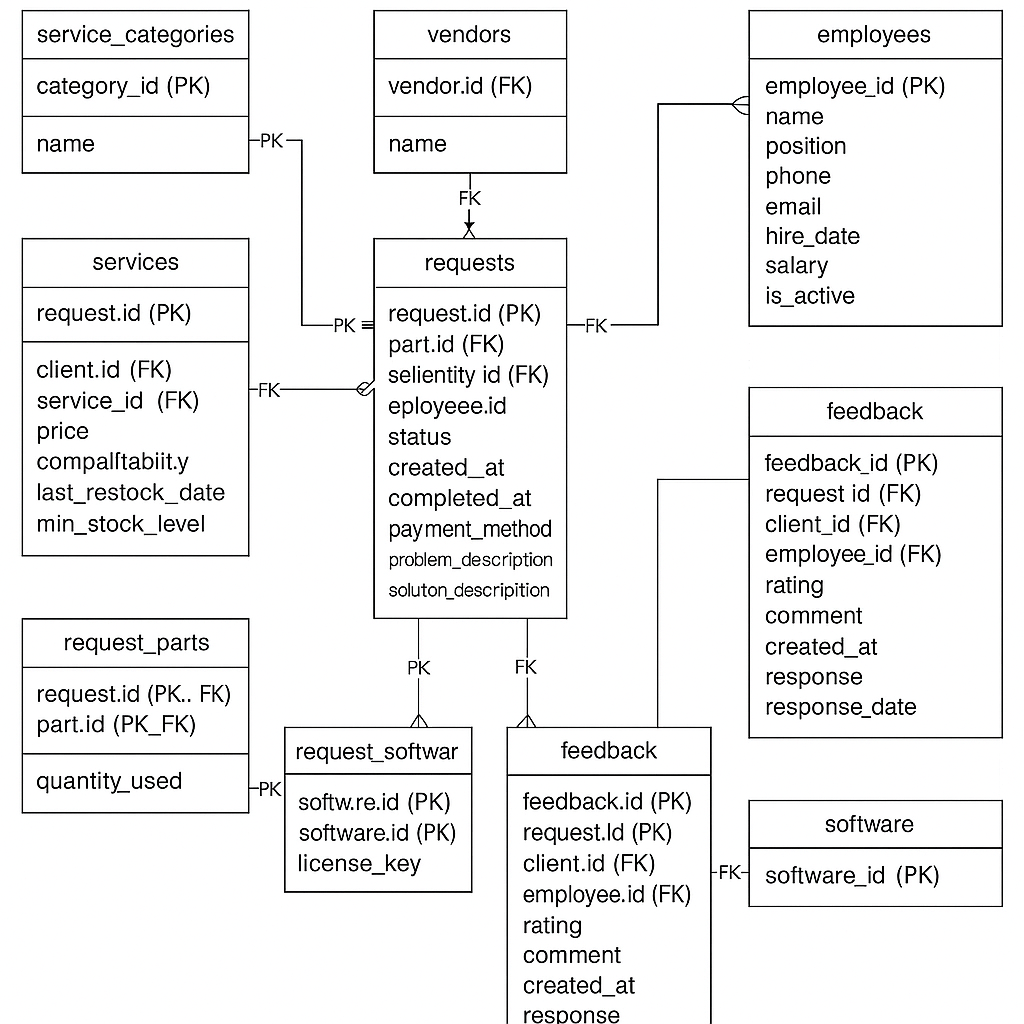 service_categories
category_id (PK)
name
PK
vendors
vendor.id (FK)
name
FK
employees
employee_id (PK)
name
position
phone
email
hire_date
salary
is_active
services
request.id (PK)
client.id (FK)
service_id (FK)
price
compalſtabiit.y
last_restock_date
min_stock_level
FK
PK
requests
request.id (PK)
part.id (FK)
selientity id (FK)
eployeee.id
status
created_at
completed_at
payment_method
problem_description
soluton_descripition
FK
feedback
feedback_id (PK)
request id (FK)
client_id (FK)
employee_id (FK)
rating
comment
created_at
response
response_date
request_parts
request.id (PK.. FK)
part.id (PK_FK)
quantity_used
PK
PK
FK
request_softwar
softw.re.id (PK)
software.id (PK)
license_key
feedback
feedback.id (PK)
request.Id (PK)
client.id (FK)
employee.id (FK)
rating
comment
created_at
response
FK
software
software_id (PK)